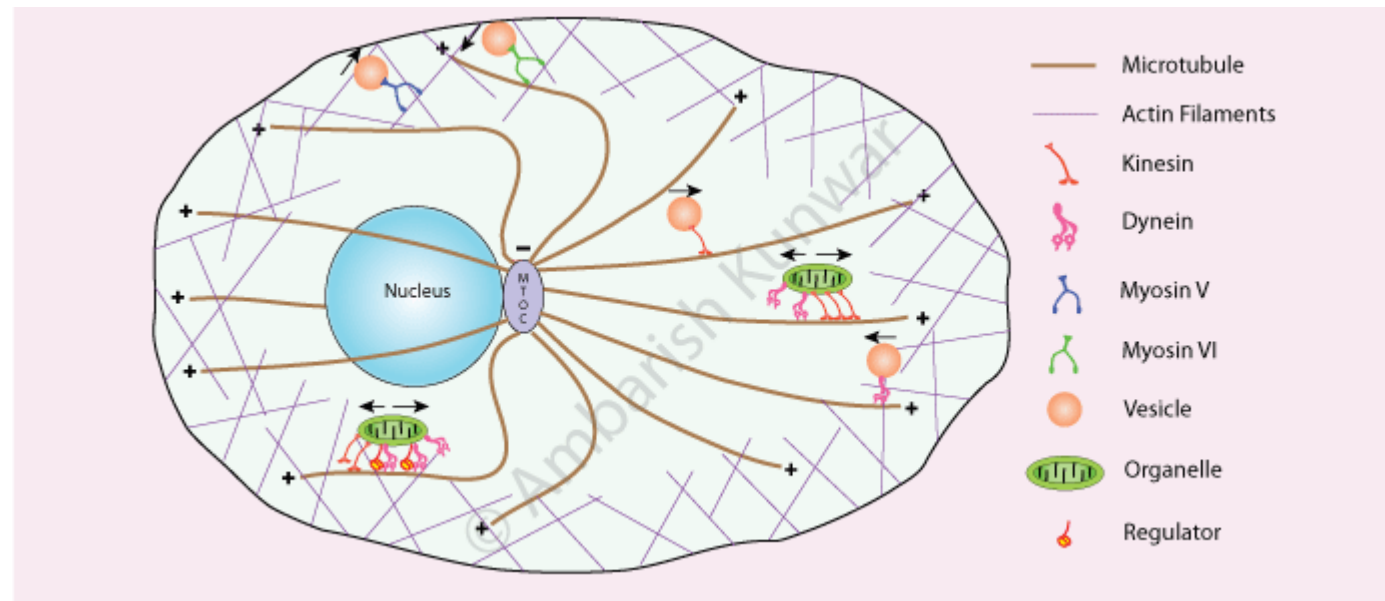 +
+
+
+
+
+
+
+
+
+
+
+
−
Nucleus
M
T
O
C
© Ambarish Kunwar
Microtubule
Actin Filaments
Kinesin
Dynein
Myosin V
Myosin VI
Vesicle
Organelle
Regulator